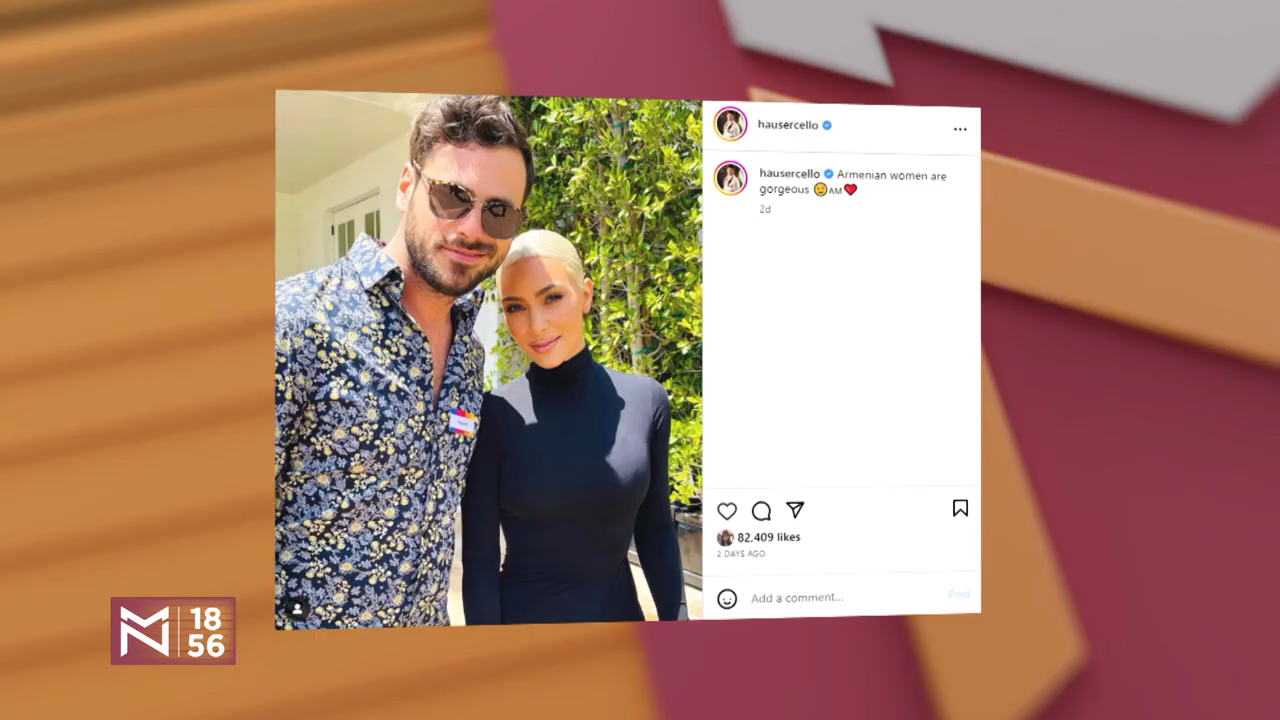 hausercello
hausercello Armenian women are
gorgeous 😉AM❤️
2d
82.409 likes
2 DAYS AGO
Add a comment...
Post
18
56